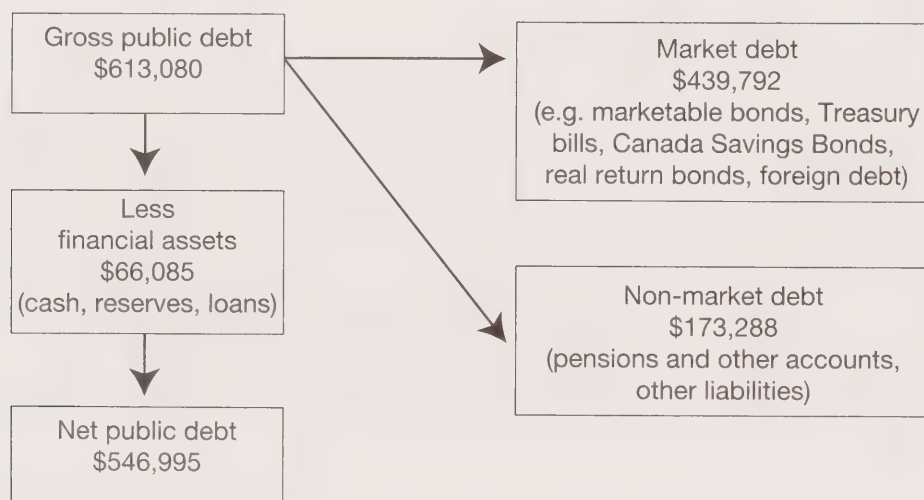 Gross public debt
$613,080
Less
financial assets
$66,085
(cash, reserves, loans)
Net public debt
$546,995
Market debt
$439,792
(e.g. marketable bonds, Treasury
bills, Canada Savings Bonds,
real return bonds, foreign debt)
Non-market debt
$173,288
(pensions and other accounts,
other liabilities)